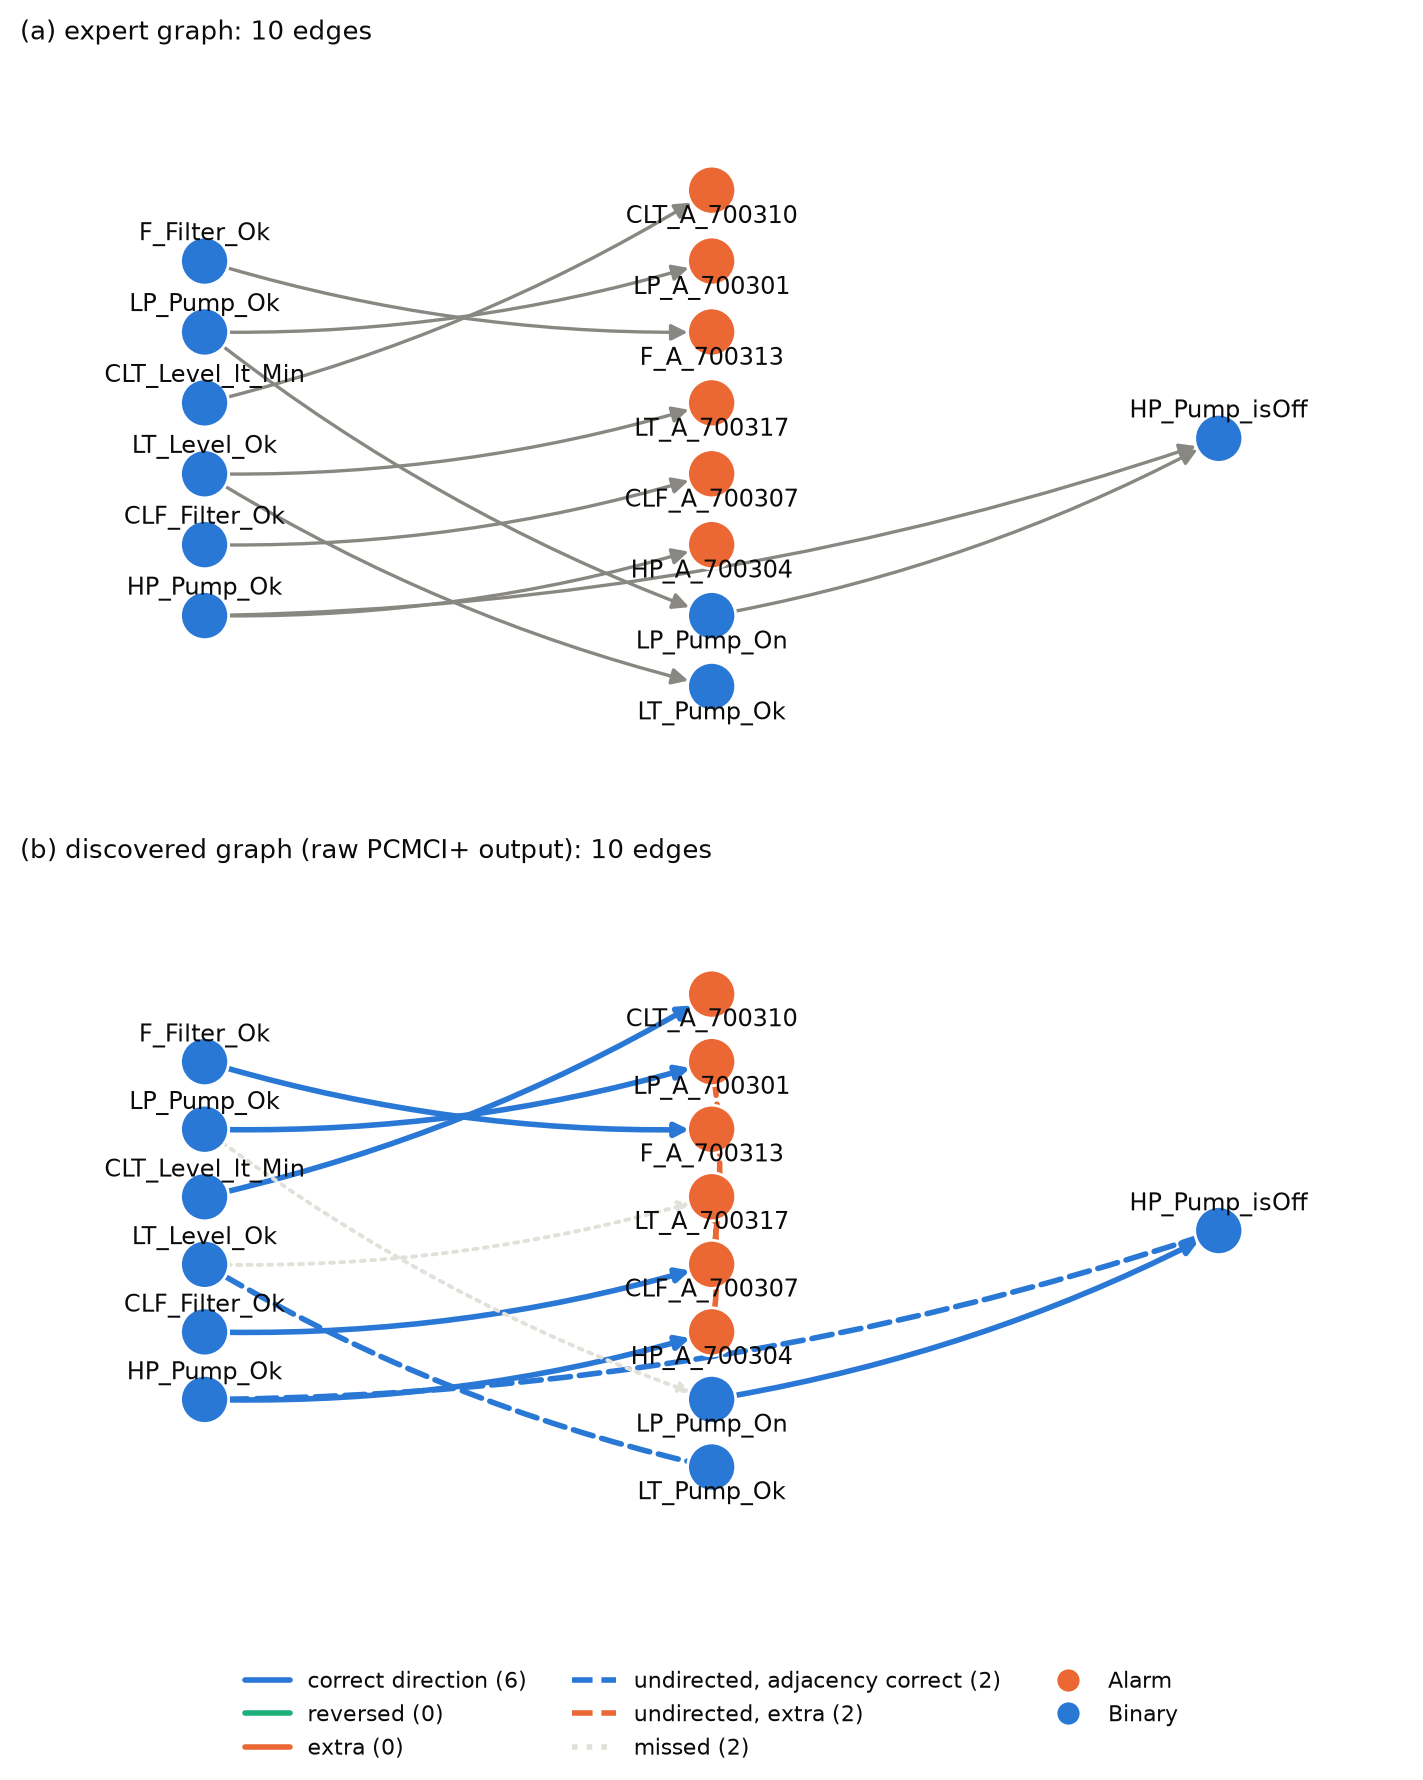 (a) expert graph: 10 edges
CLT_A_700310
F_Filter_Ok
LP_A_700301
LP_Pump_Ok
F_A_700313
CLT_Level_lt_Min
HP_Pump_isOff
LT_A_700317
LT_Level_Ok
CLF_A_700307
CLF_Filter_Ok
HP_A_700304
HP_Pump_Ok
LP_Pump_On
LT_Pump_Ok
(b) discovered graph (raw PCMCI+ output): 10 edges
CLT_A_700310
F_Filter_Ok
LP_A_700301
LP_Pump_Ok
F_A_700313
CLT_Level_lt_Min
HP_Pump_isOff
LT_A_700317
LT_Level_Ok
CLF_A_700307
CLF_Filter_Ok
HP_A_700304
HP_Pump_Ok
LP_Pump_On
LT_Pump_Ok
correct direction (6)
reversed (0)
extra (0)
undirected, adjacency correct (2)
undirected, extra (2)
missed (2)
Alarm
Binary